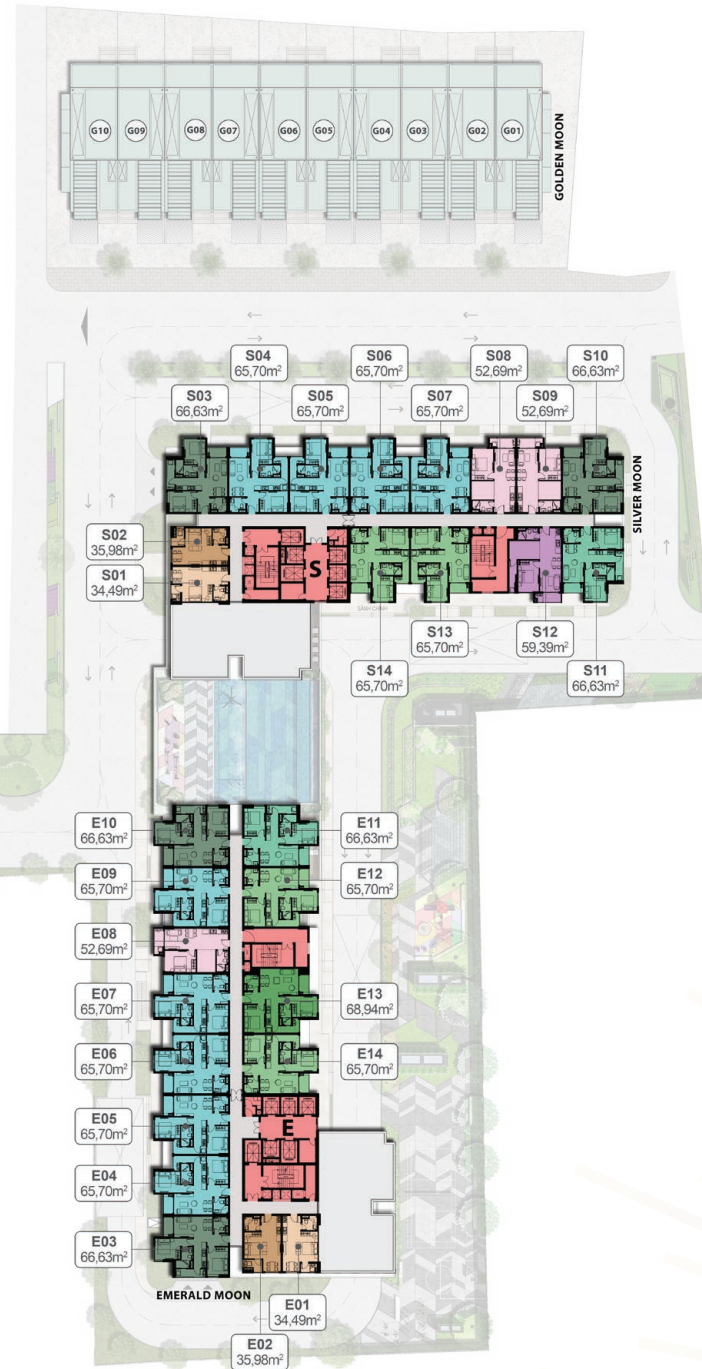 G10
G09
G08
G07
G06
G05
G04
G03
G02
G01
GOLDEN MOON
S04
65,70m²
S06
65,70m²
S08
52,69m²
S10
66,63m²
S03
66,63m²
S05
65,70m²
S07
65,70m²
S09
52,69m²
SILVER MOON
S02
35,98m²
S01
34,49m²
S
SẢNH CHÍNH
S13
65,70m²
S12
59,39m²
S14
65,70m²
S11
66,63m²
E10
66,63m²
E11
66,63m²
E09
65,70m²
E12
65,70m²
E08
52,69m²
E07
65,70m²
E13
68,94m²
E06
65,70m²
E14
65,70m²
E05
65,70m²
E
E04
65,70m²
E03
66,63m²
EMERALD MOON
E01
34,49m²
E02
35,98m²